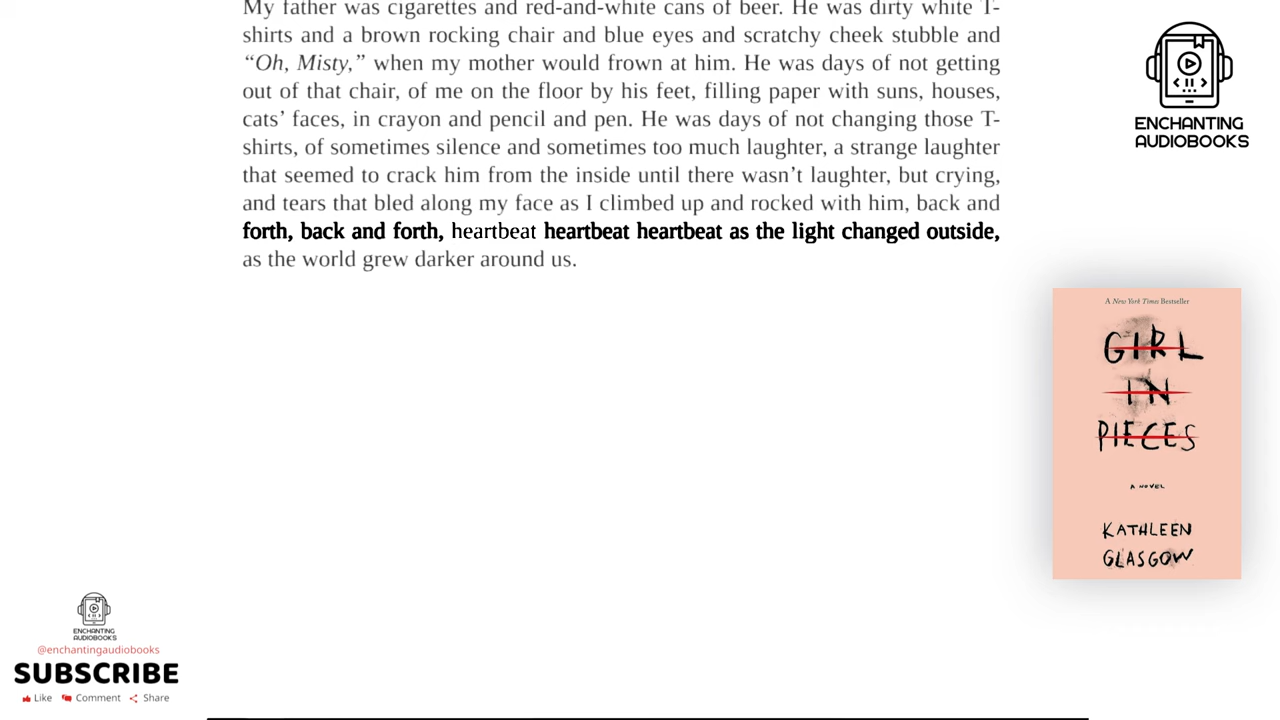 My father was cigarettes and red-and-white cans of beer. He was dirty white T-
shirts and a brown rocking chair and blue eyes and scratchy cheek stubble and
“Oh, Misty,” when my mother would frown at him. He was days of not getting
out of that chair, of me on the floor by his feet, filling paper with suns, houses,
cats’ faces, in crayon and pencil and pen. He was days of not changing those T-
shirts, of sometimes silence and sometimes too much laughter, a strange laughter
that seemed to crack him from the inside until there wasn’t laughter, but crying,
and tears that bled along my face as I climbed up and rocked with him, back and
forth, back and forth, heartbeat heartbeat heartbeat as the light changed outside,
as the world grew darker around us.
ENCHANTING
AUDIOBOOKS
A New York Times Bestseller
GIRL
IN
PIECES
A NOVEL
KATHLEEN
GLASGOW
ENCHANTING
AUDIOBOOKS
@enchantingaudiobooks
SUBSCRIBE
Like Comment Share